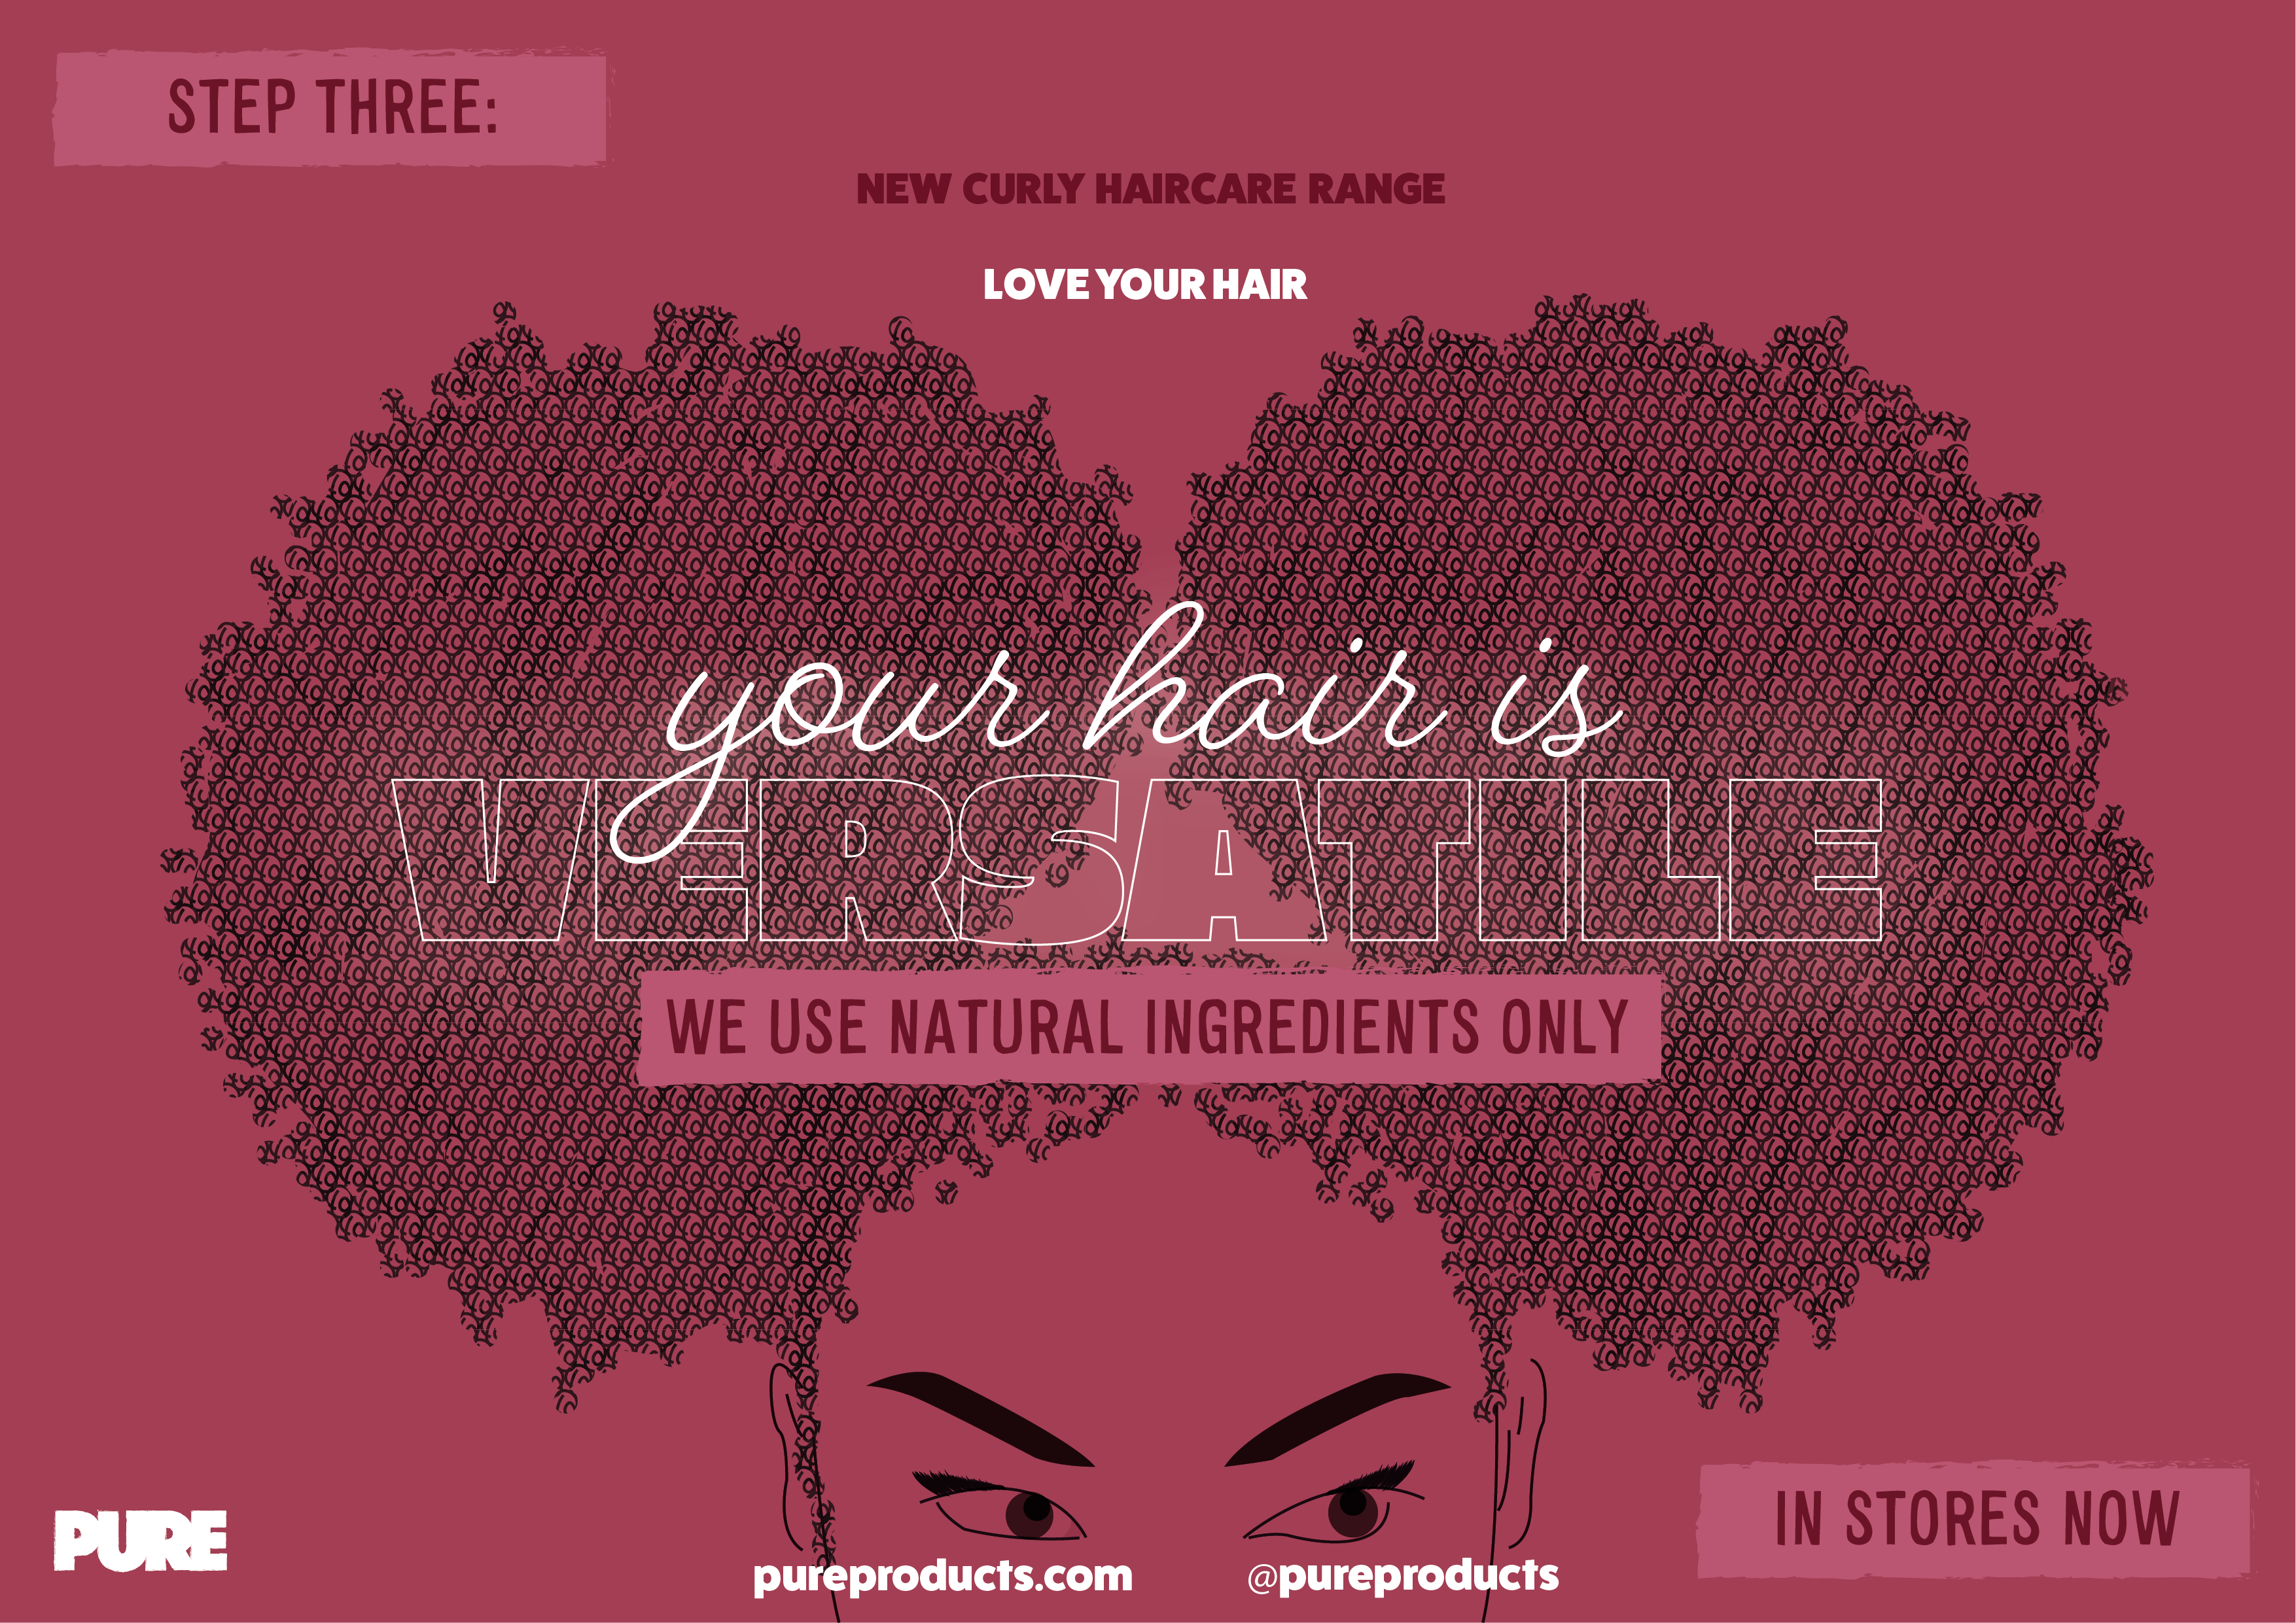 STEP THREE:
NEW CURLY HAIRCARE RANGE
LOVE YOUR HAIR
your hair is
VERSATILE
WE USE NATURAL INGREDIENTS ONLY
IN STORES NOW
PURE
pureproducts.com
@pureproducts